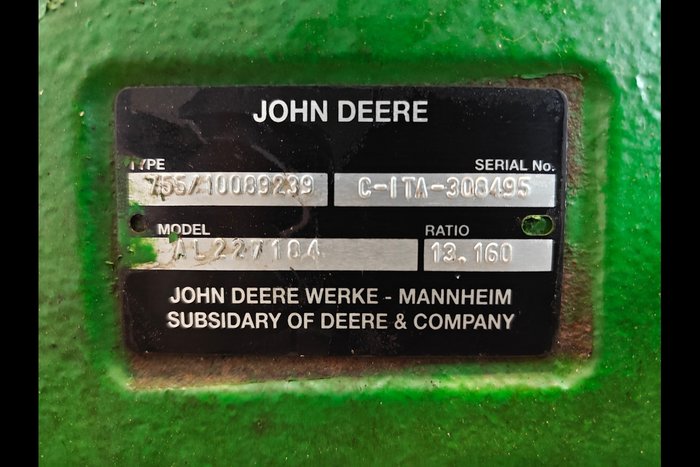 JOHN DEERE
TYPE SERIAL No.
755/10089239 C-ITA-308495
MODEL RATIO
AL227184 13.160
JOHN DEERE WERKE - MANNHEIM
SUBSIDARY OF DEERE & COMPANY